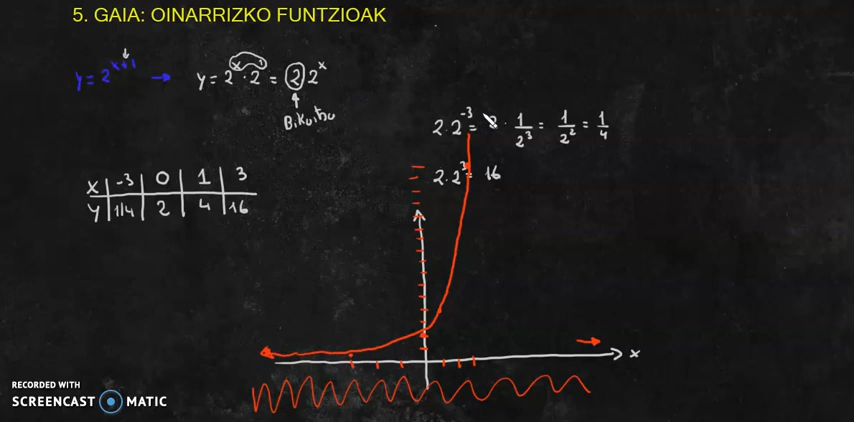 5. GAIA: OINARRIZKO FUNTZIOAK
y = 2^{x+1} → y = 2^x · 2^1 = 2 2^x
Bikoiztu
2 · 2^{-3} = 2 · 1/2^3 = 1/2^2 = 1/4
2 · 2^3 = 16
x | -3 | 0 | 1 | 3
y | 1/4 | 2 | 4 | 16
x
RECORDED WITH
SCREENCAST MATIC